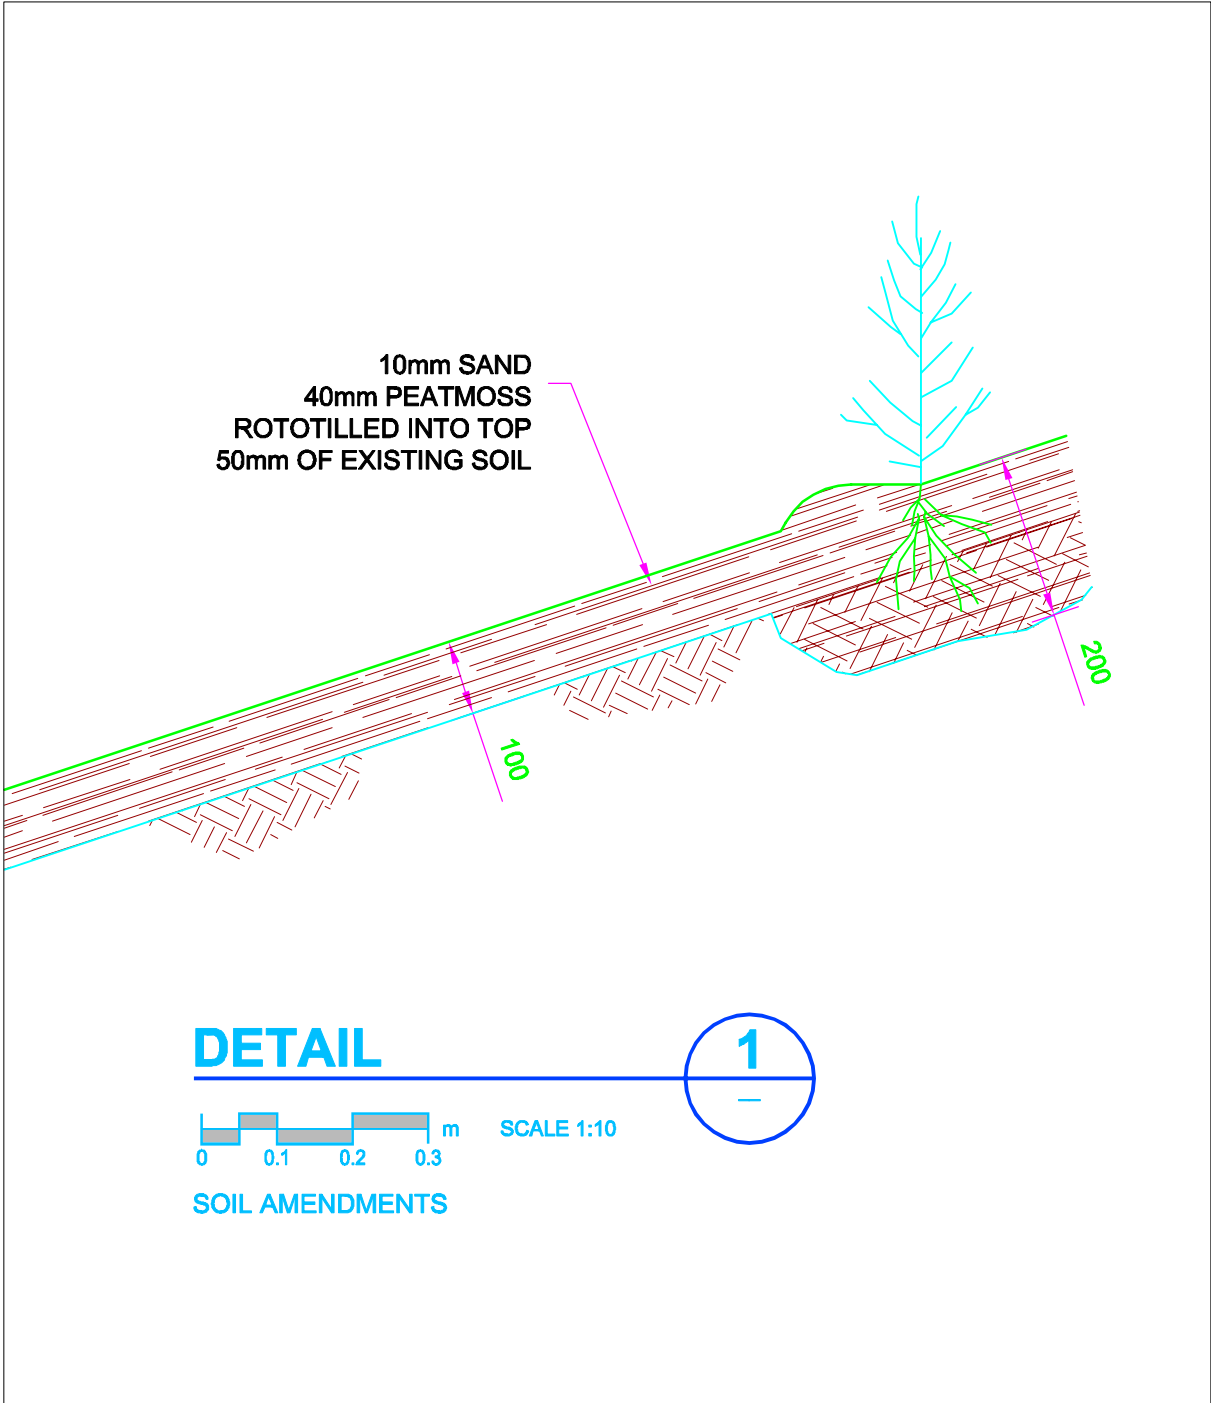 10mm SAND
40mm PEATMOSS
ROTOTILLED INTO TOP
50mm OF EXISTING SOIL
200
100
DETAIL
1
—
m
SCALE 1:10
0 0.1 0.2 0.3
SOIL AMENDMENTS